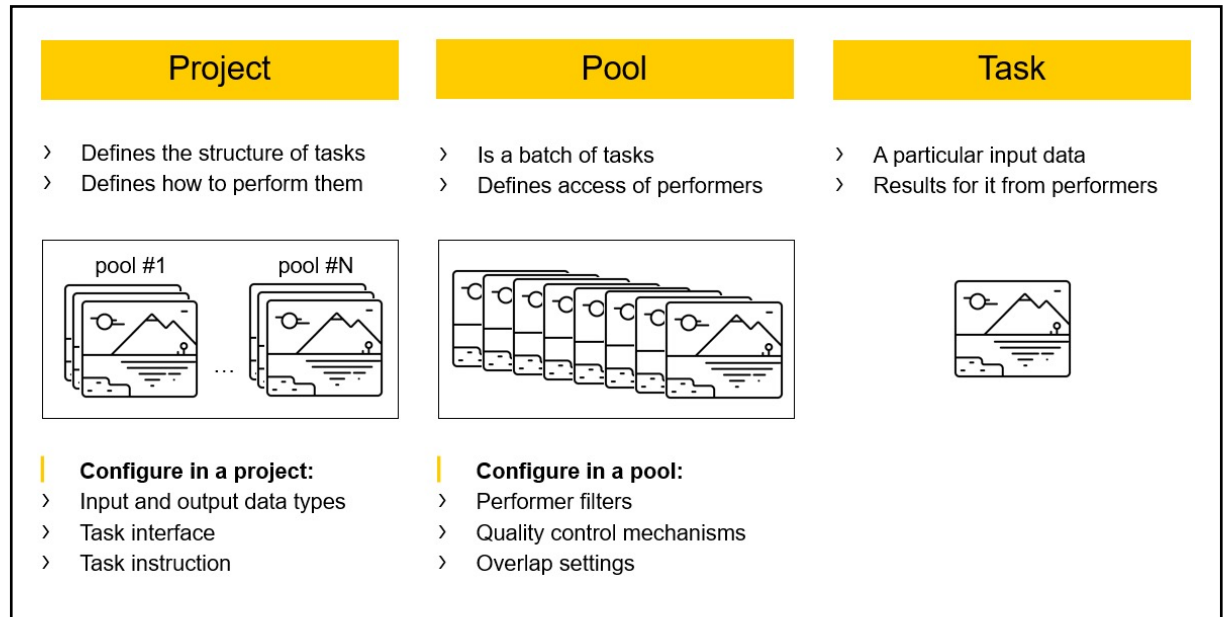 Project
› Defines the structure of tasks
› Defines how to perform them
pool #1
pool #N
...
Configure in a project:
› Input and output data types
› Task interface
› Task instruction
Pool
› Is a batch of tasks
› Defines access of performers
Configure in a pool:
› Performer filters
› Quality control mechanisms
› Overlap settings
Task
› A particular input data
› Results for it from performers